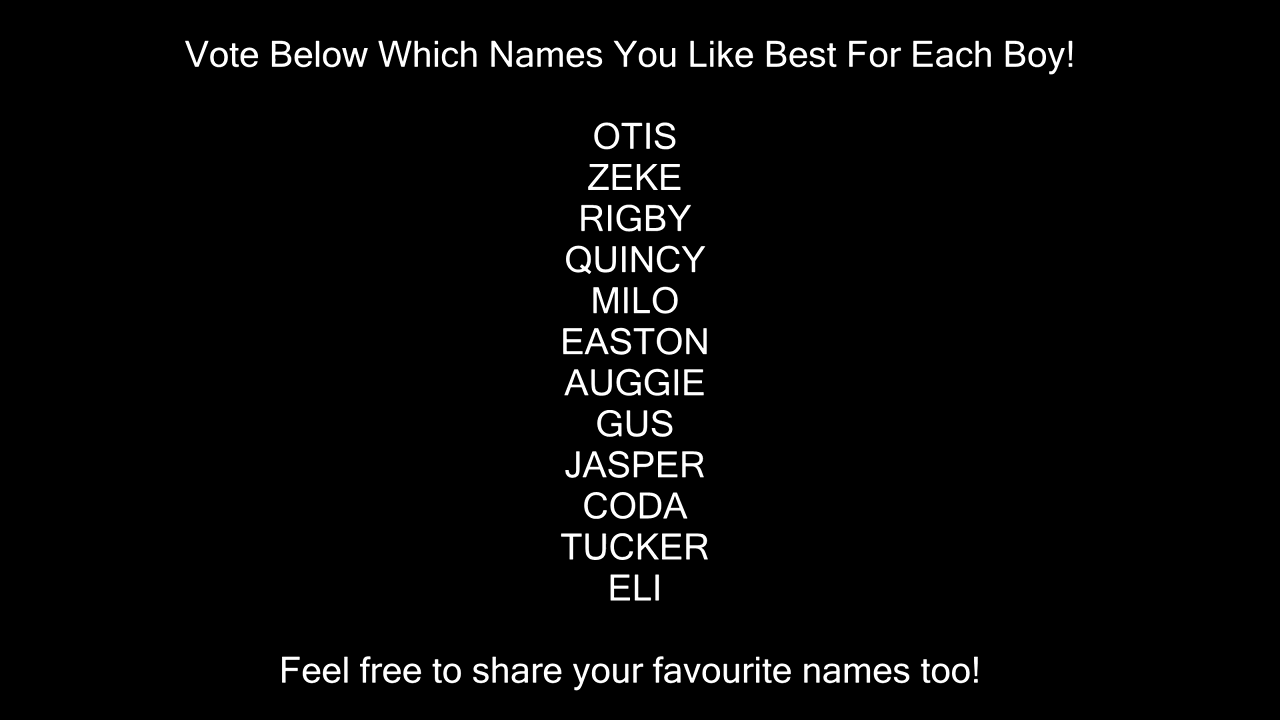 Vote Below Which Names You Like Best For Each Boy!
OTIS
ZEKE
RIGBY
QUINCY
MILO
EASTON
AUGGIE
GUS
JASPER
CODA
TUCKER
ELI
Feel free to share your favourite names too!